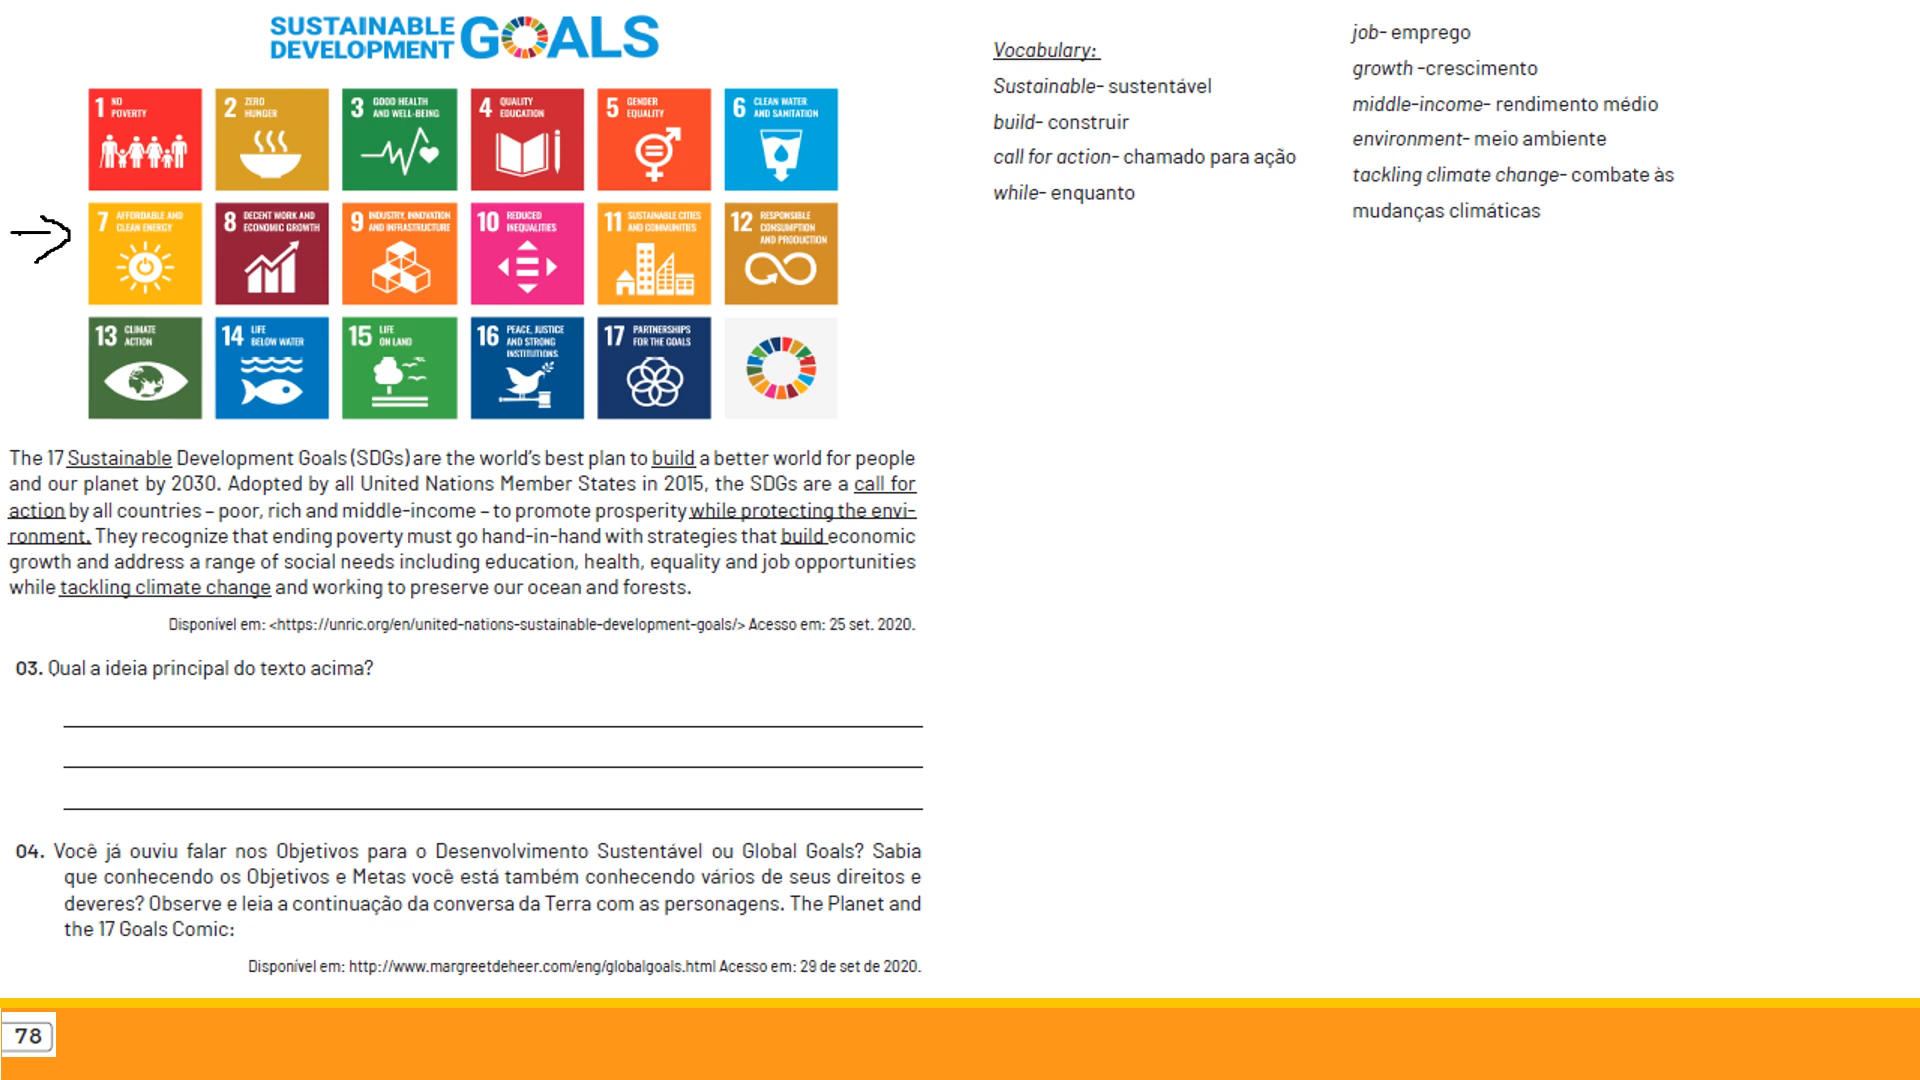 SUSTAINABLE
DEVELOPMENT GOALS
1 NO
POVERTY
2 ZERO
HUNGER
3 GOOD HEALTH
AND WELL-BEING
4 QUALITY
EDUCATION
5 GENDER
EQUALITY
6 CLEAN WATER
AND SANITATION
7 AFFORDABLE AND
CLEAN ENERGY
8 DECENT WORK AND
ECONOMIC GROWTH
9 INDUSTRY, INNOVATION
AND INFRASTRUCTURE
10 REDUCED
INEQUALITIES
11 SUSTAINABLE CITIES
AND COMMUNITIES
12 RESPONSIBLE
CONSUMPTION
AND PRODUCTION
13 CLIMATE
ACTION
14 LIFE
BELOW WATER
15 LIFE
ON LAND
16 PEACE, JUSTICE
AND STRONG
INSTITUTIONS
17 PARTNERSHIPS
FOR THE GOALS
The 17 Sustainable Development Goals (SDGs) are the world's best plan to build a better world for people
and our planet by 2030. Adopted by all United Nations Member States in 2015, the SDGs are a call for
action by all countries – poor, rich and middle-income – to promote prosperity while protecting the envi-
ronment. They recognize that ending poverty must go hand-in-hand with strategies that build economic
growth and address a range of social needs including education, health, equality and job opportunities
while tackling climate change and working to preserve our ocean and forests.
Disponível em: <https://unric.org/en/united-nations-sustainable-development-goals/> Acesso em: 25 set. 2020.
03. Qual a ideia principal do texto acima?
04. Você já ouviu falar nos Objetivos para o Desenvolvimento Sustentável ou Global Goals? Sabia
que conhecendo os Objetivos e Metas você está também conhecendo vários de seus direitos e
deveres? Observe e leia a continuação da conversa da Terra com as personagens. The Planet and
the 17 Goals Comic:
Disponível em: http://www.margreetdeheer.com/eng/globalgoals.html Acesso em: 29 de set de 2020.
78
Vocabulary:
Sustainable- sustentável
build- construir
call for action- chamado para ação
while- enquanto
job- emprego
growth -crescimento
middle-income- rendimento médio
environment- meio ambiente
tackling climate change- combate às
mudanças climáticas